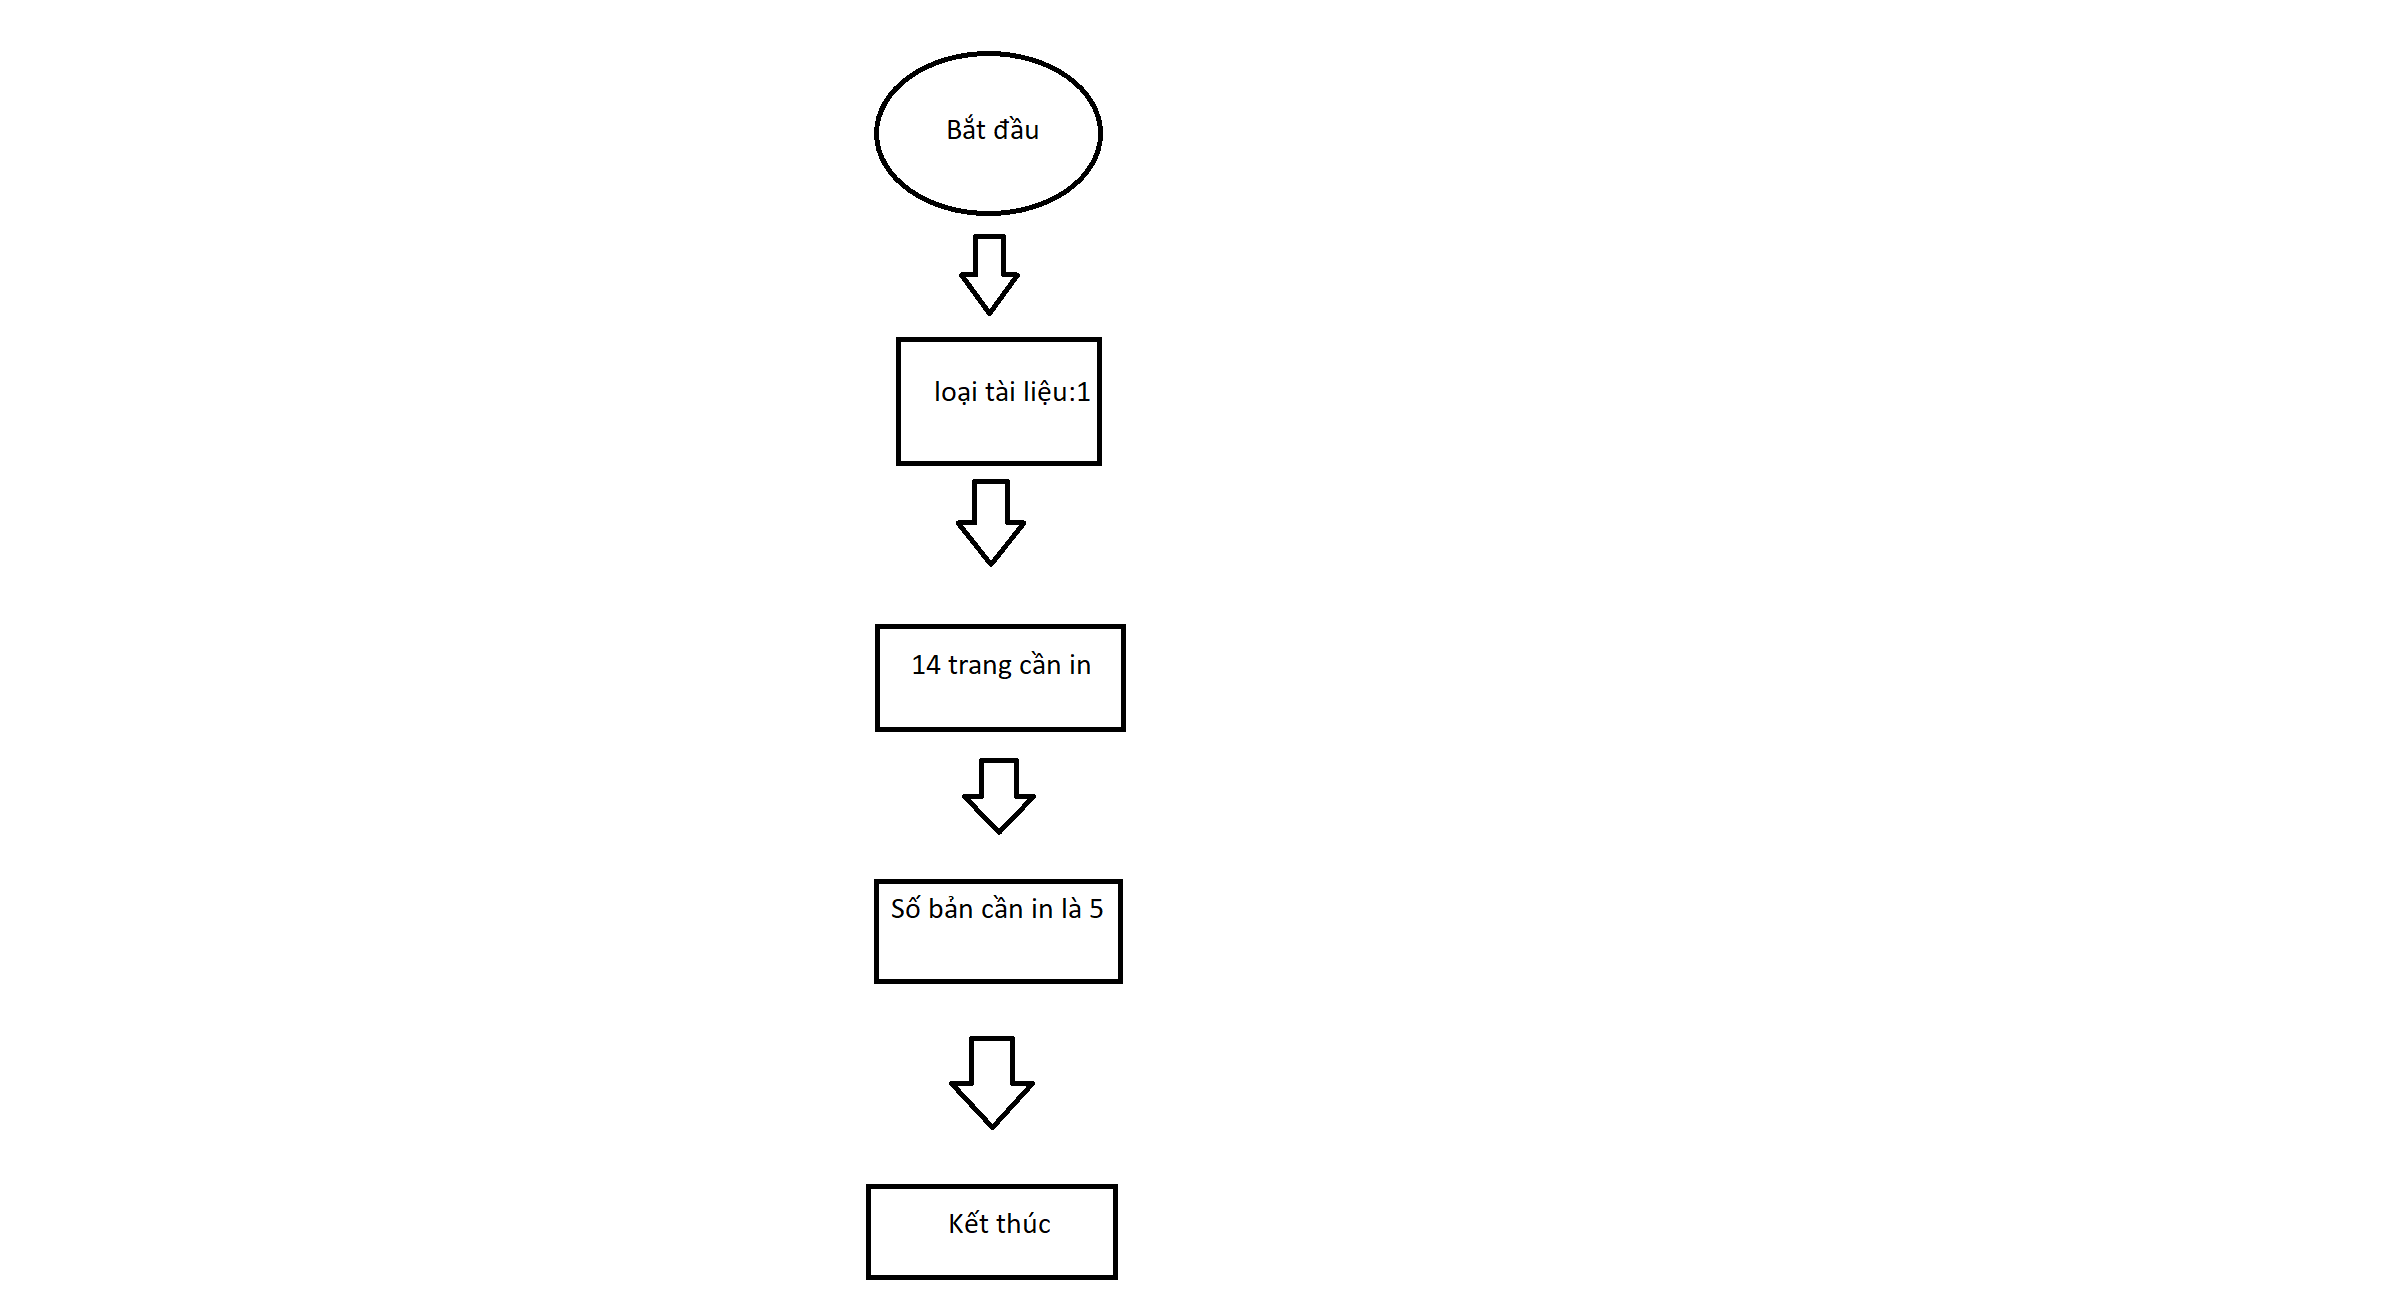 Bắt đầu
loại tài liệu:1
14 trang cần in
Số bản cần in là 5
Kết thúc